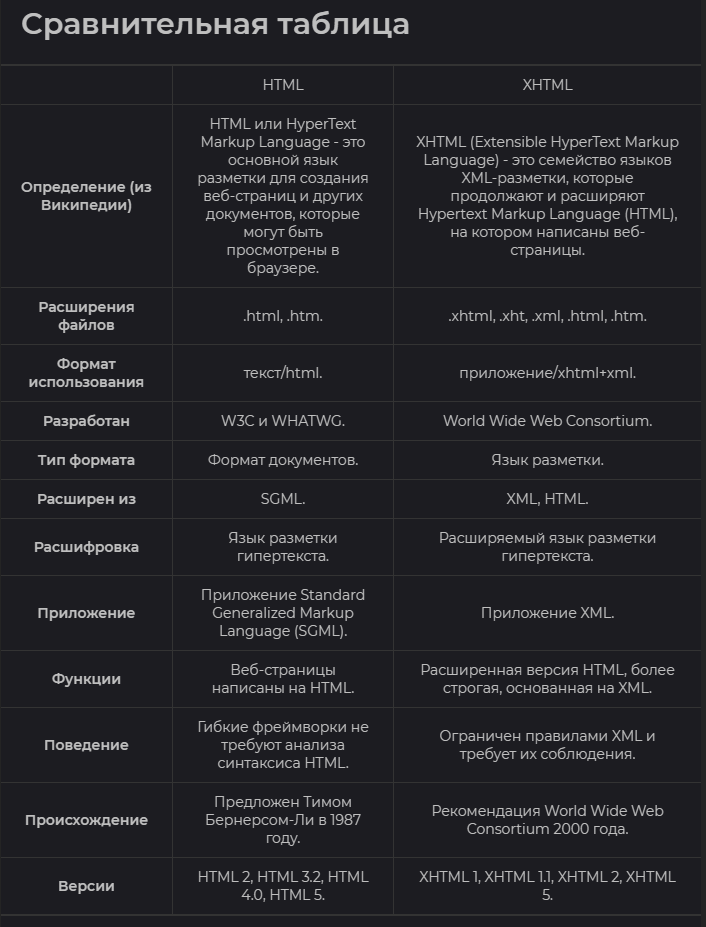 Сравнительная таблица
HTML
XHTML
Определение (из
Википедии)
HTML или HyperText
Markup Language - это
основной язык
разметки для создания
веб-страниц и других
документов, которые
могут быть
просмотрены в
браузере.
XHTML (Extensible HyperText Markup
Language) - это семейство языков
XML-разметки, которые
продолжают и расширяют
Hypertext Markup Language (HTML),
на котором написаны веб-
страницы.
Расширения
файлов
.html, .htm.
.xhtml, .xht, .xml, .html, .htm.
Формат
использования
текст/html.
приложение/xhtml+xml.
Разработан
W3C и WHATWG.
World Wide Web Consortium.
Тип формата
Формат документов.
Язык разметки.
Расширен из
SGML.
XML, HTML.
Расшифровка
Язык разметки
гипертекста.
Расширяемый язык разметки
гипертекста.
Приложение
Приложение Standard
Generalized Markup
Language (SGML).
Приложение XML.
Функции
Веб-страницы
написаны на HTML.
Расширенная версия HTML, более
строгая, основанная на XML.
Поведение
Гибкие фреймворки не
требуют анализа
синтаксиса HTML.
Ограничен правилами XML и
требует их соблюдения.
Происхождение
Предложен Тимом
Бернерсом-Ли в 1987
году.
Рекомендация World Wide Web
Consortium 2000 года.
Версии
HTML 2, HTML 3.2, HTML
4.0, HTML 5.
XHTML 1, XHTML 1.1, XHTML 2, XHTML
5.